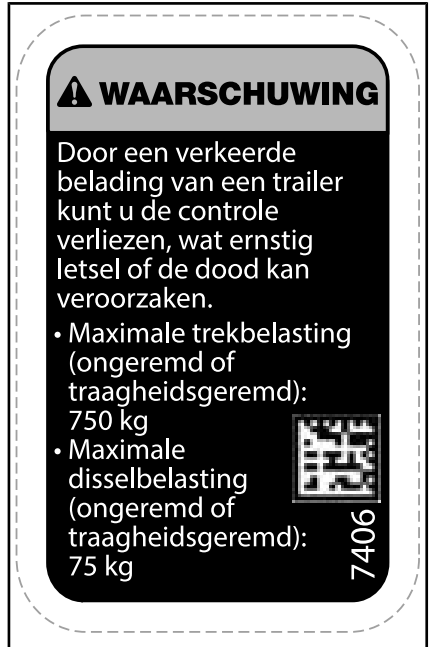 WAARSCHUWING
Door een verkeerde
belading van een trailer
kunt u de controle
verliezen, wat ernstig
letsel of de dood kan
veroorzaken.
• Maximale trekbelasting
(ongeremd of
traagheidsgeremd):
750 kg
• Maximale
disselbelasting
(ongeremd of
traagheidsgeremd):
75 kg
7406